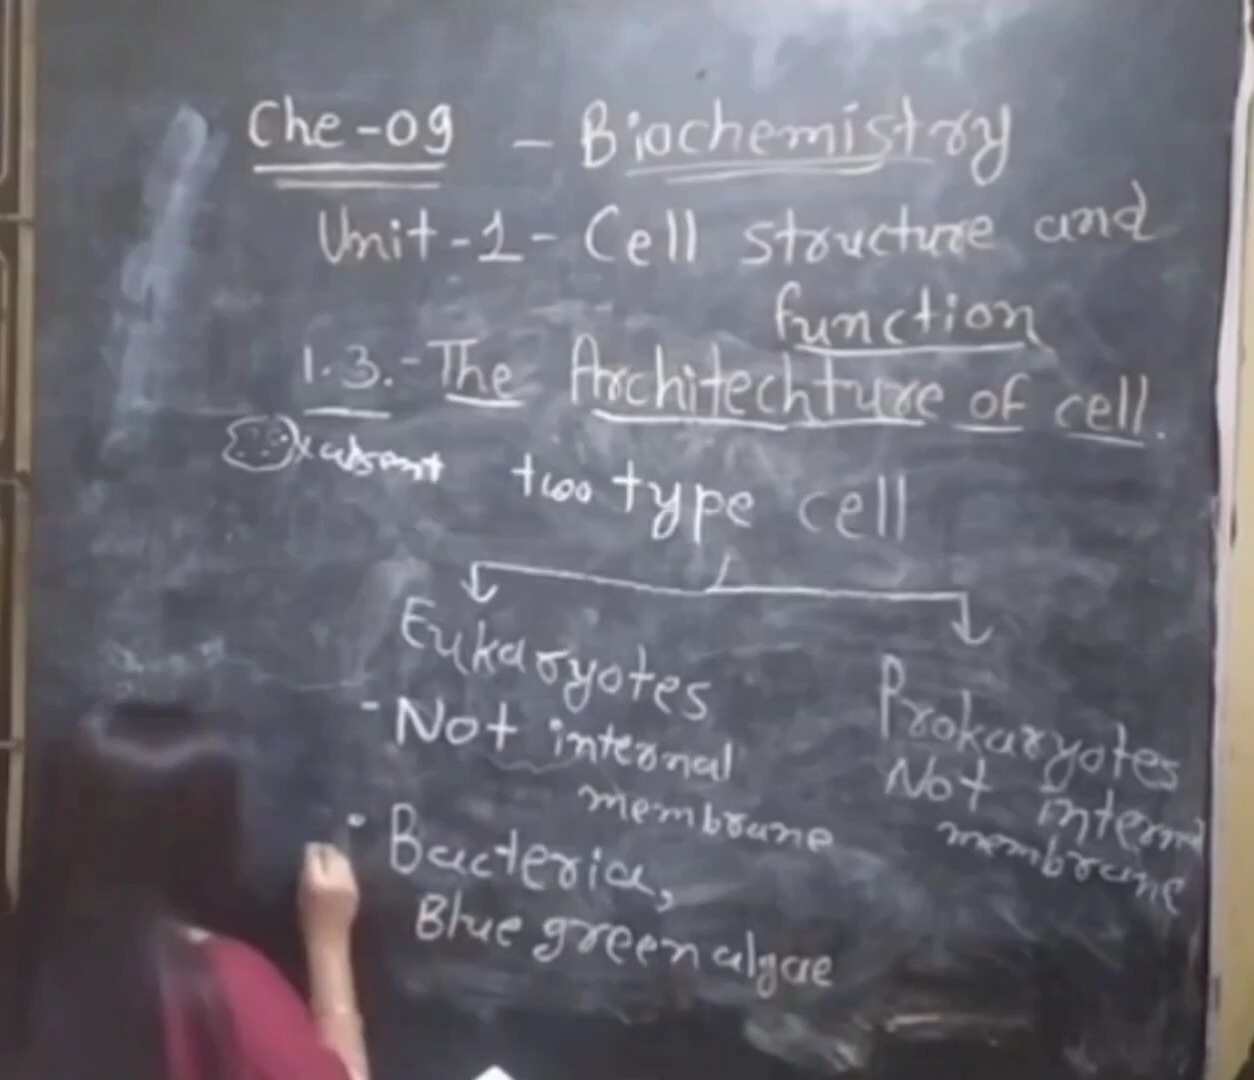 Che-09 - Biochemistry
Unit-1- Cell structure and
function
1.3.- The Architechture of cell.
x absent two type cell
Eukaryotes
- Not internal
membrane
- Bacteria,
Blue green algae
Prokaryotes
Not internal
membrane